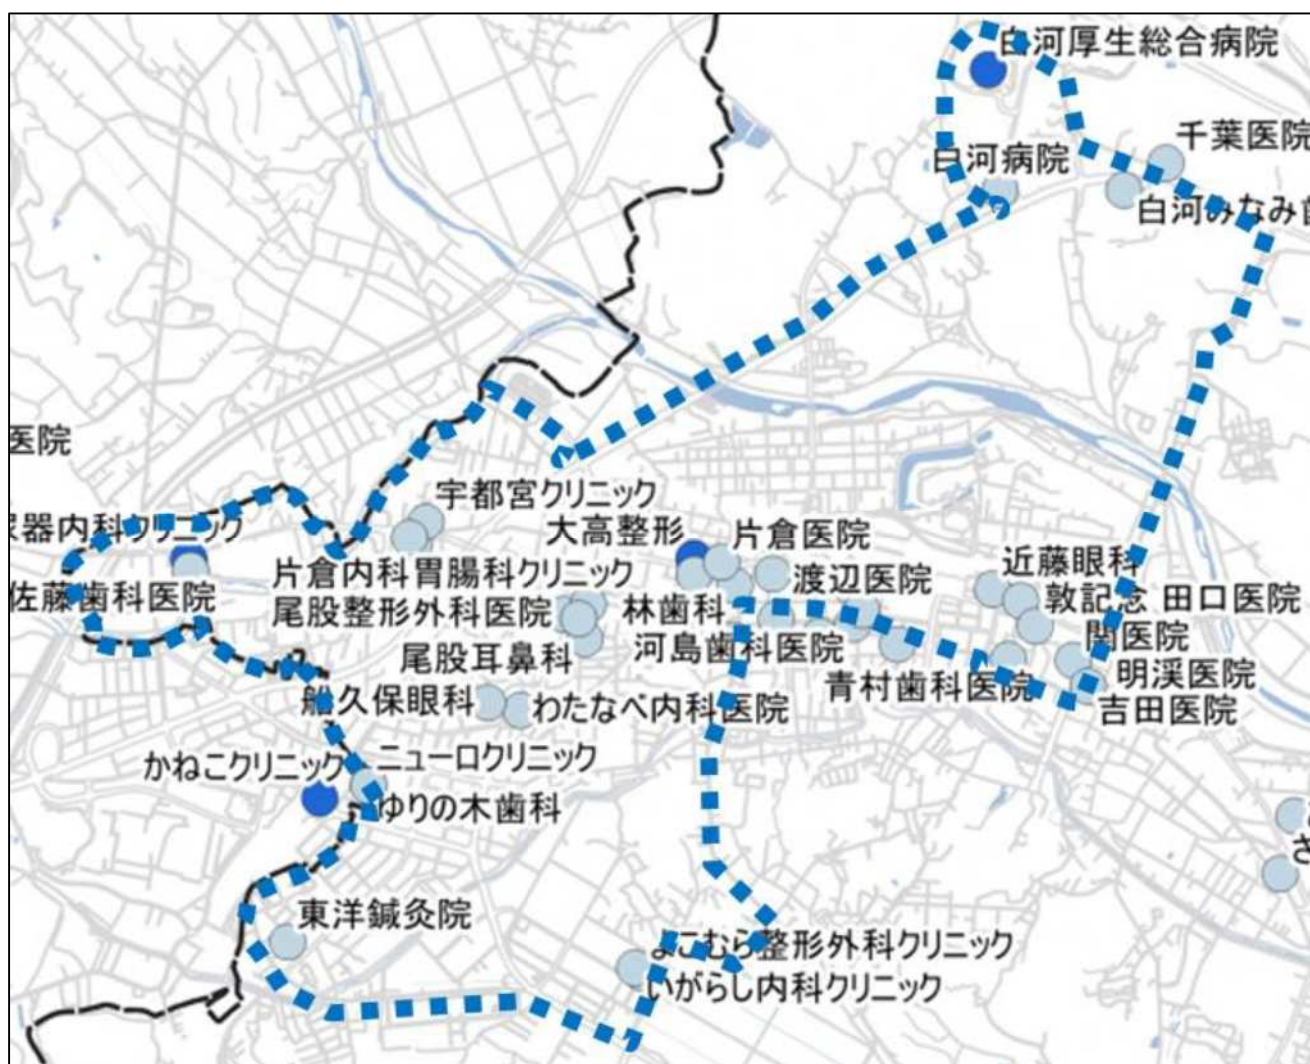 白河厚生総合病院
千葉医院
白河病院
白河みなみ歯
医院
宇都宮クリニック
器内科クリニック
大高整形
片倉医院
近藤眼科
片倉内科胃腸科クリニック
渡辺医院
佐藤歯科医院
尾股整形外科医院
林歯科
敦記念 田口医院
関医院
尾股耳鼻科
河島歯科医院
青村歯科医院
明渓医院
久保眼科
わたなべ内科医院
吉田医院
かねこクリニック
ニューロクリニック
ゆりの木歯科
さ
東洋鍼灸院
よこむら整形外科クリニック
いがらし内科クリニック